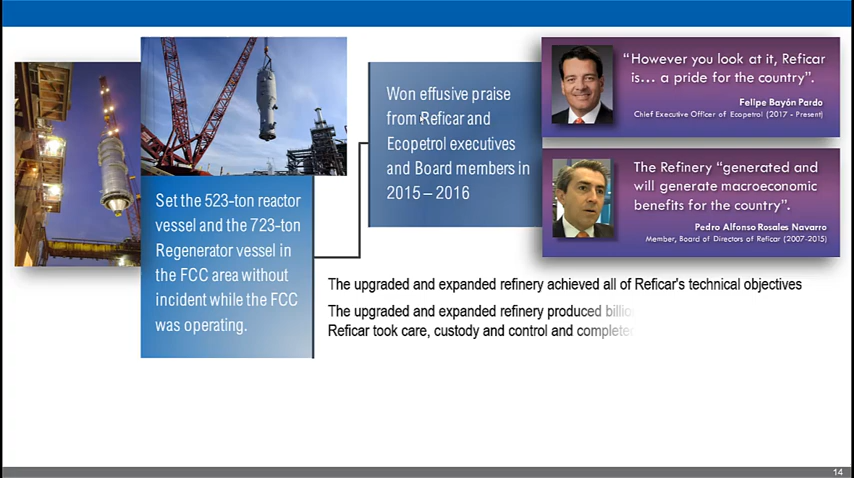 Set the 523-ton reactor
vessel and the 723-ton
Regenerator vessel in
the FCC area without
incident while the FCC
was operating.
Won effusive praise
from Reficar and
Ecopetrol executives
and Board members in
2015 – 2016
“However you look at it, Reficar
is… a pride for the country”.
Felipe Bayón Pardo
Chief Executive Officer of Ecopetrol (2017 - Present)
The Refinery “generated and
will generate macroeconomic
benefits for the country”.
Pedro Alfonso Rosales Navarro
Member, Board of Directors of Reficar (2007-2015)
The upgraded and expanded refinery achieved all of Reficar's technical objectives
The upgraded and expanded refinery produced
Reficar took care, custody and control and
14